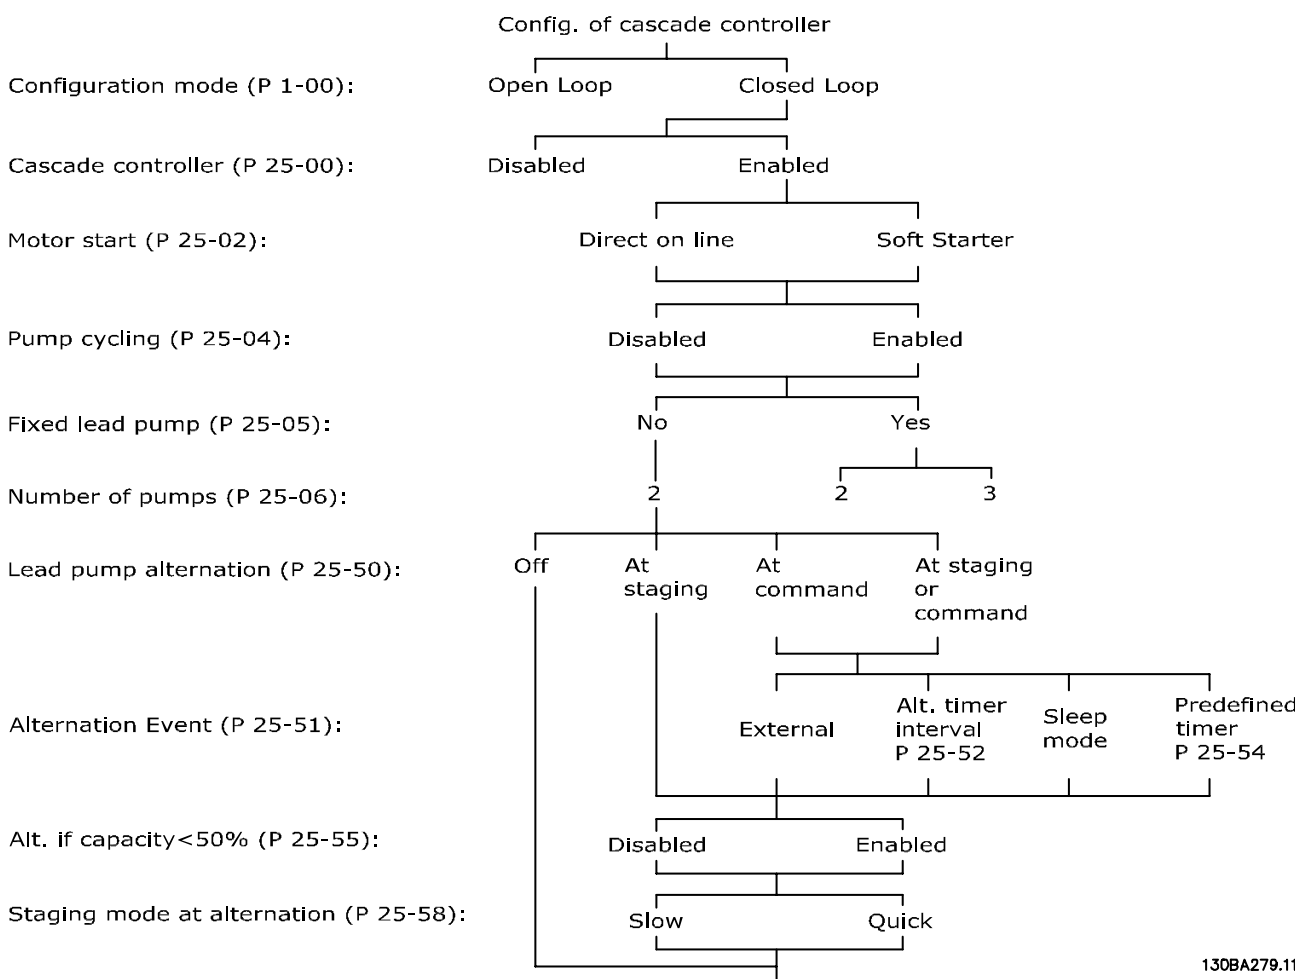 Config. of cascade controller
Configuration mode (P 1-00): Open Loop Closed Loop
Cascade controller (P 25-00): Disabled Enabled
Motor start (P 25-02): Direct on line Soft Starter
Pump cycling (P 25-04): Disabled Enabled
Fixed lead pump (P 25-05): No Yes
Number of pumps (P 25-06): 2 2 3
Lead pump alternation (P 25-50): Off At staging At command At staging or command
Alternation Event (P 25-51): External Alt. timer interval P 25-52 Sleep mode Predefined timer P 25-54
Alt. if capacity<50% (P 25-55): Disabled Enabled
Staging mode at alternation (P 25-58): Slow Quick
130BA279.11